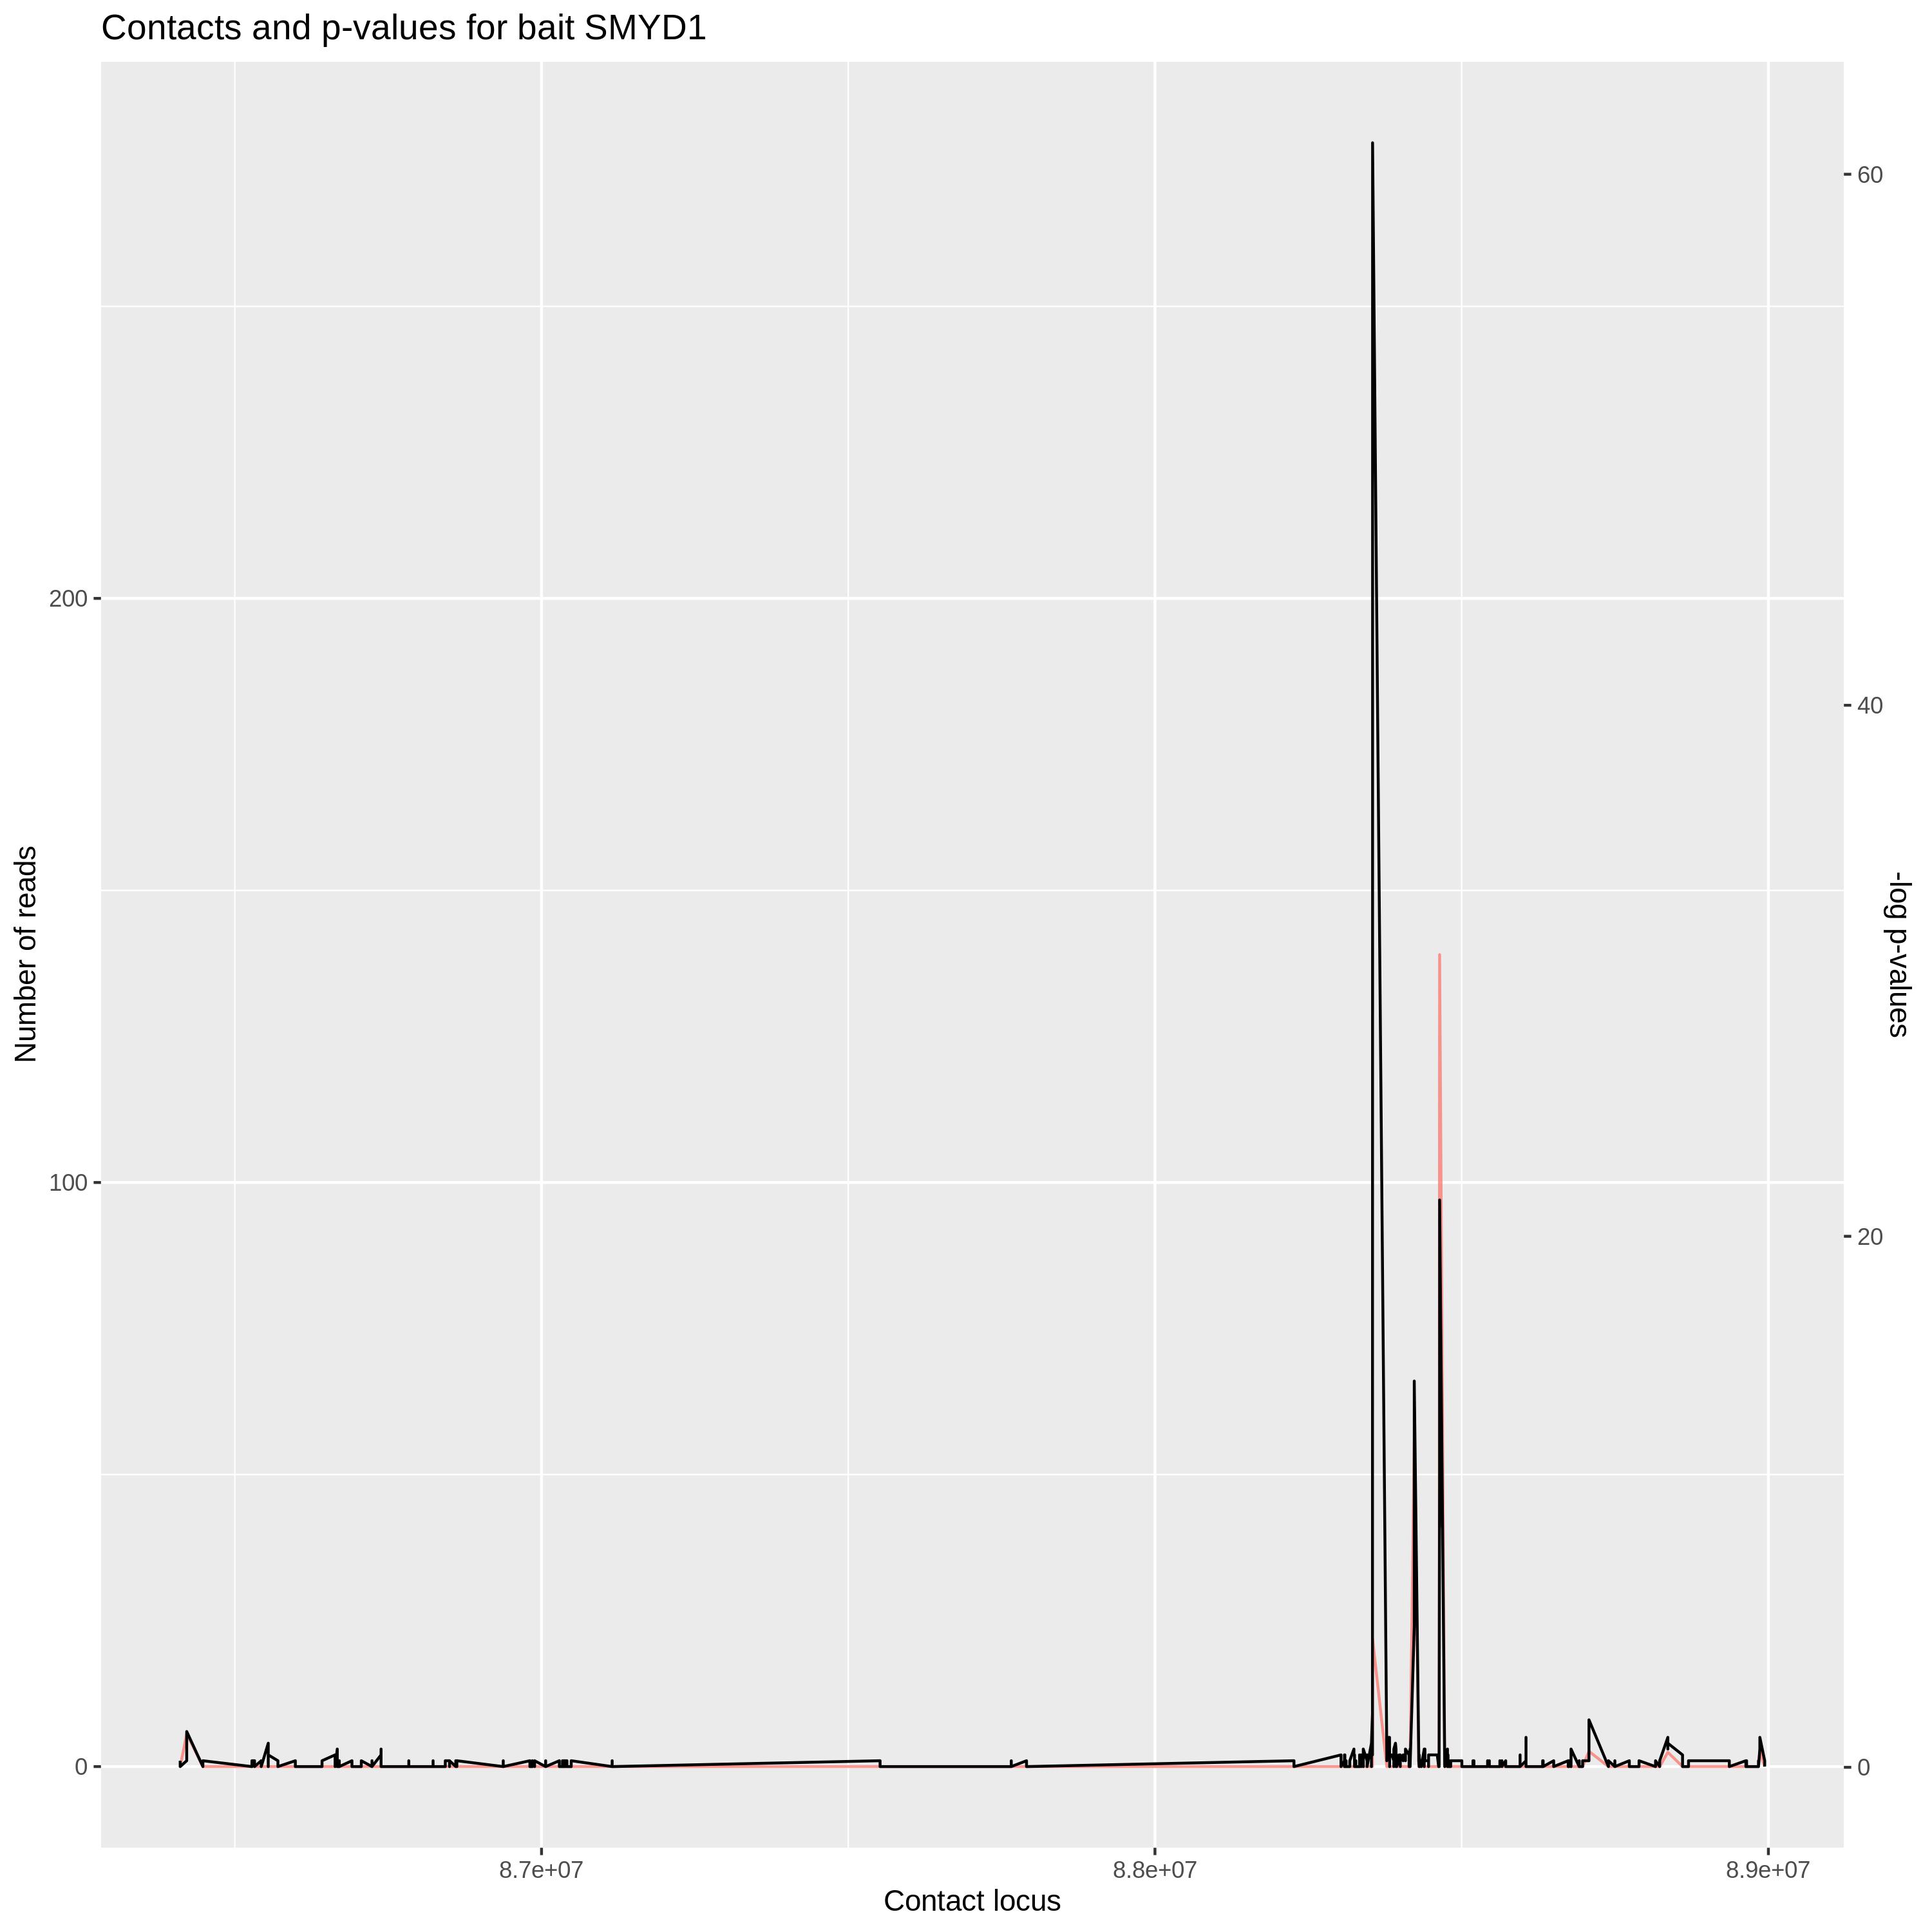 Contacts and p-values for bait SMYD1
60
200
40
Number of reads
-log p-values
100
20
0
0
8.7e+07
8.8e+07
8.9e+07
Contact locus